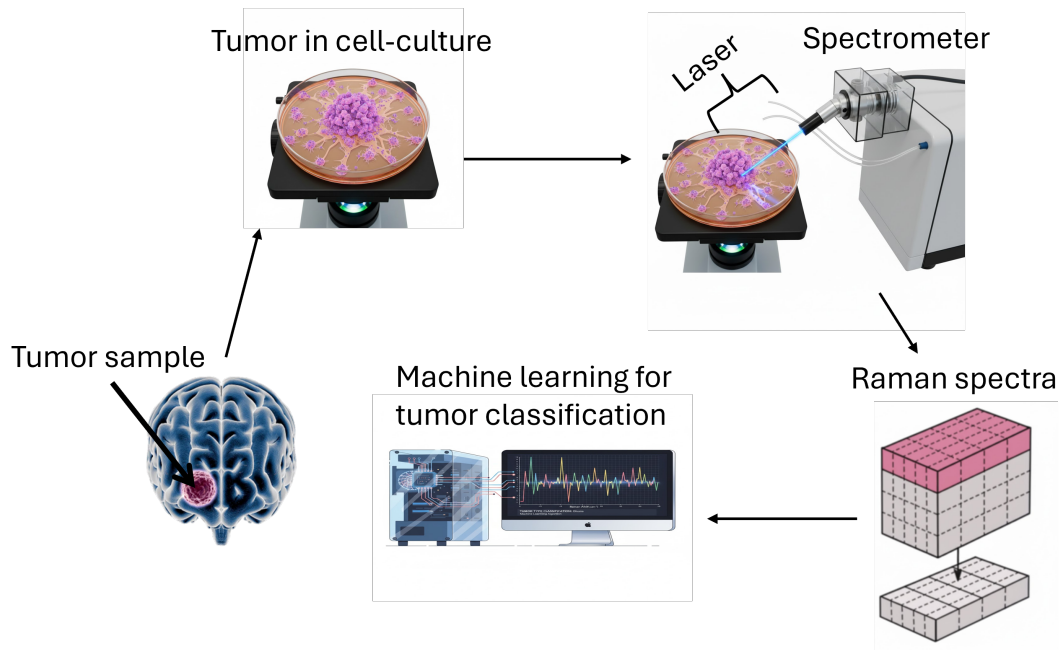 Tumor in cell-culture
Laser
Spectrometer
Tumor sample
Machine learning for
tumor classification
Raman spectra